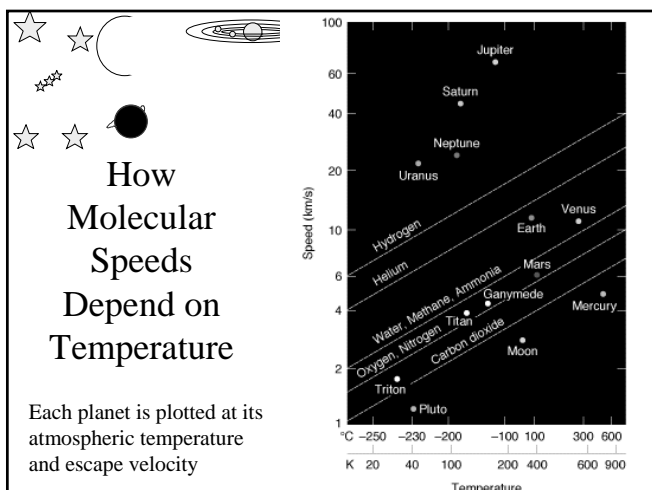 How
Molecular
Speeds
Depend on
Temperature
Each planet is plotted at its
atmospheric temperature
and escape velocity
Speed (km/s)
100
60
40
20
10
6
4
2
1
Jupiter
Saturn
Neptune
Uranus
Hydrogen
Helium
Venus
Earth
Mars
Water, Methane, Ammonia
Ganymede
Mercury
Titan
Oxygen, Nitrogen
Carbon dioxide
Moon
Triton
Pluto
°C -250 -230 -200 -100 100 300 600
K 20 40 100 200 400 600 900
Temperature